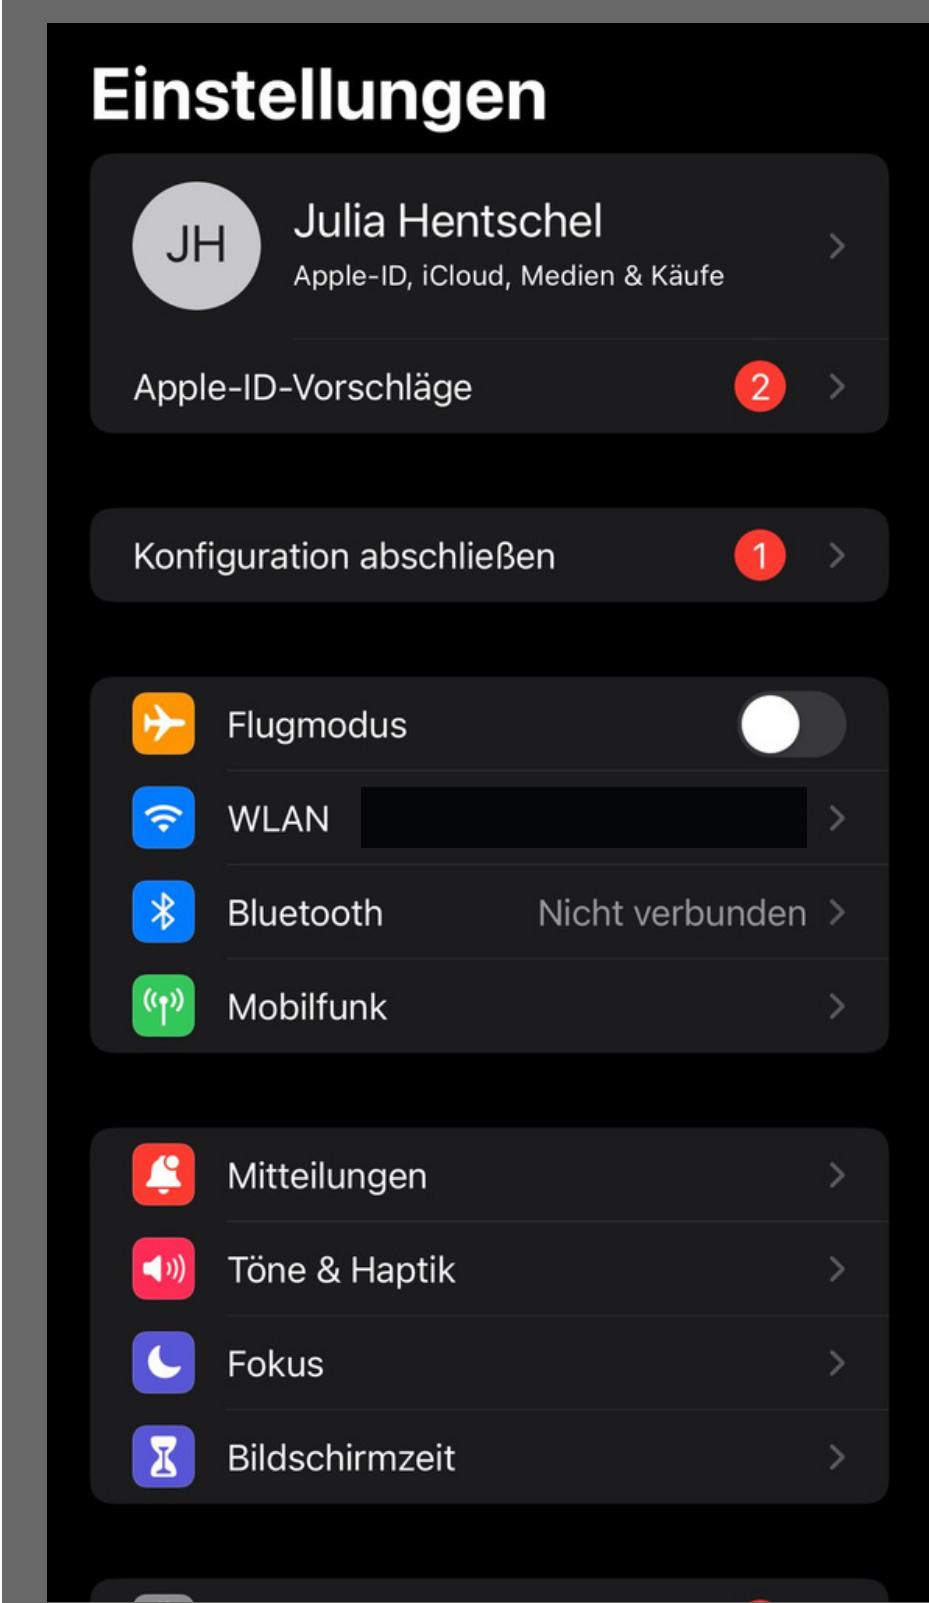 Einstellungen
JH
Julia Hentschel
Apple-ID, iCloud, Medien & Käufe
Apple-ID-Vorschläge 2
Konfiguration abschließen 1
Flugmodus
WLAN
Bluetooth Nicht verbunden
Mobilfunk
Mitteilungen
Töne & Haptik
Fokus
Bildschirmzeit